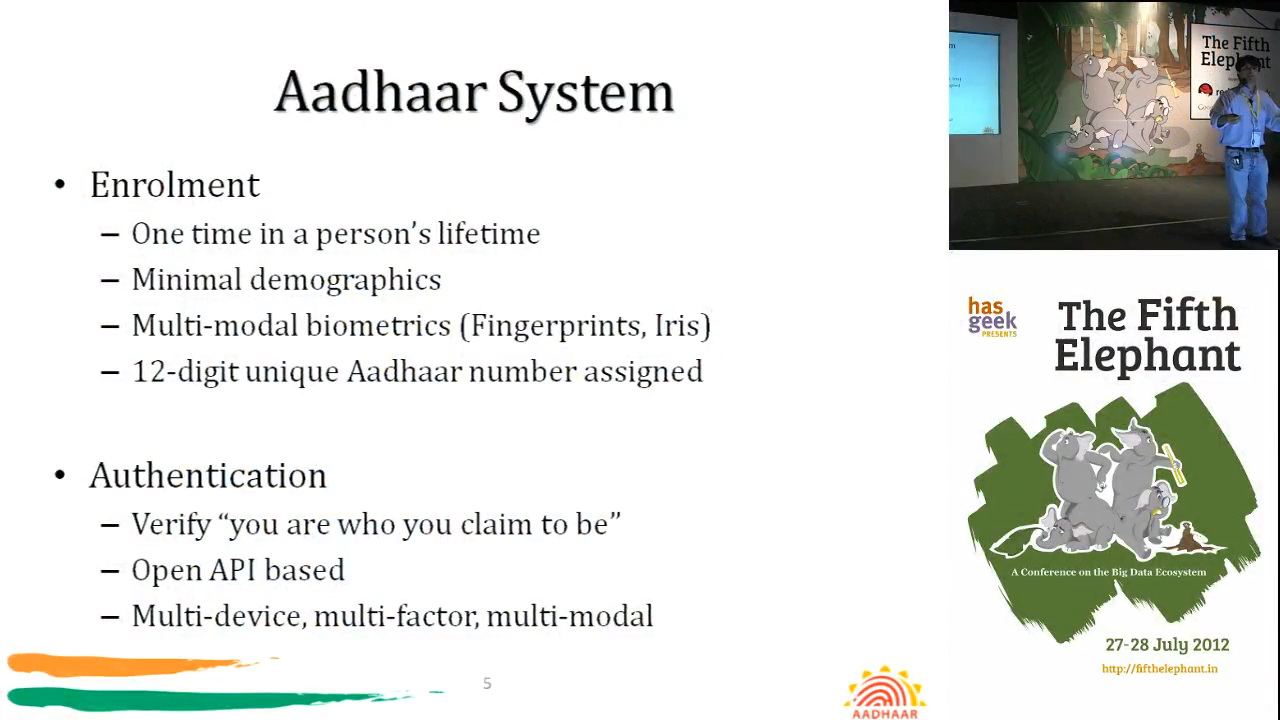 Aadhaar System
• Enrolment
– One time in a person’s lifetime
– Minimal demographics
– Multi-modal biometrics (Fingerprints, Iris)
– 12-digit unique Aadhaar number assigned
• Authentication
– Verify “you are who you claim to be”
– Open API based
– Multi-device, multi-factor, multi-modal
5
AADHAAR
The Fifth
Elephant
has
geek
PRESENTS
The Fifth
Elephant
A Conference on the Big Data Ecosystem
27-28 July 2012
http://fifthelephant.in